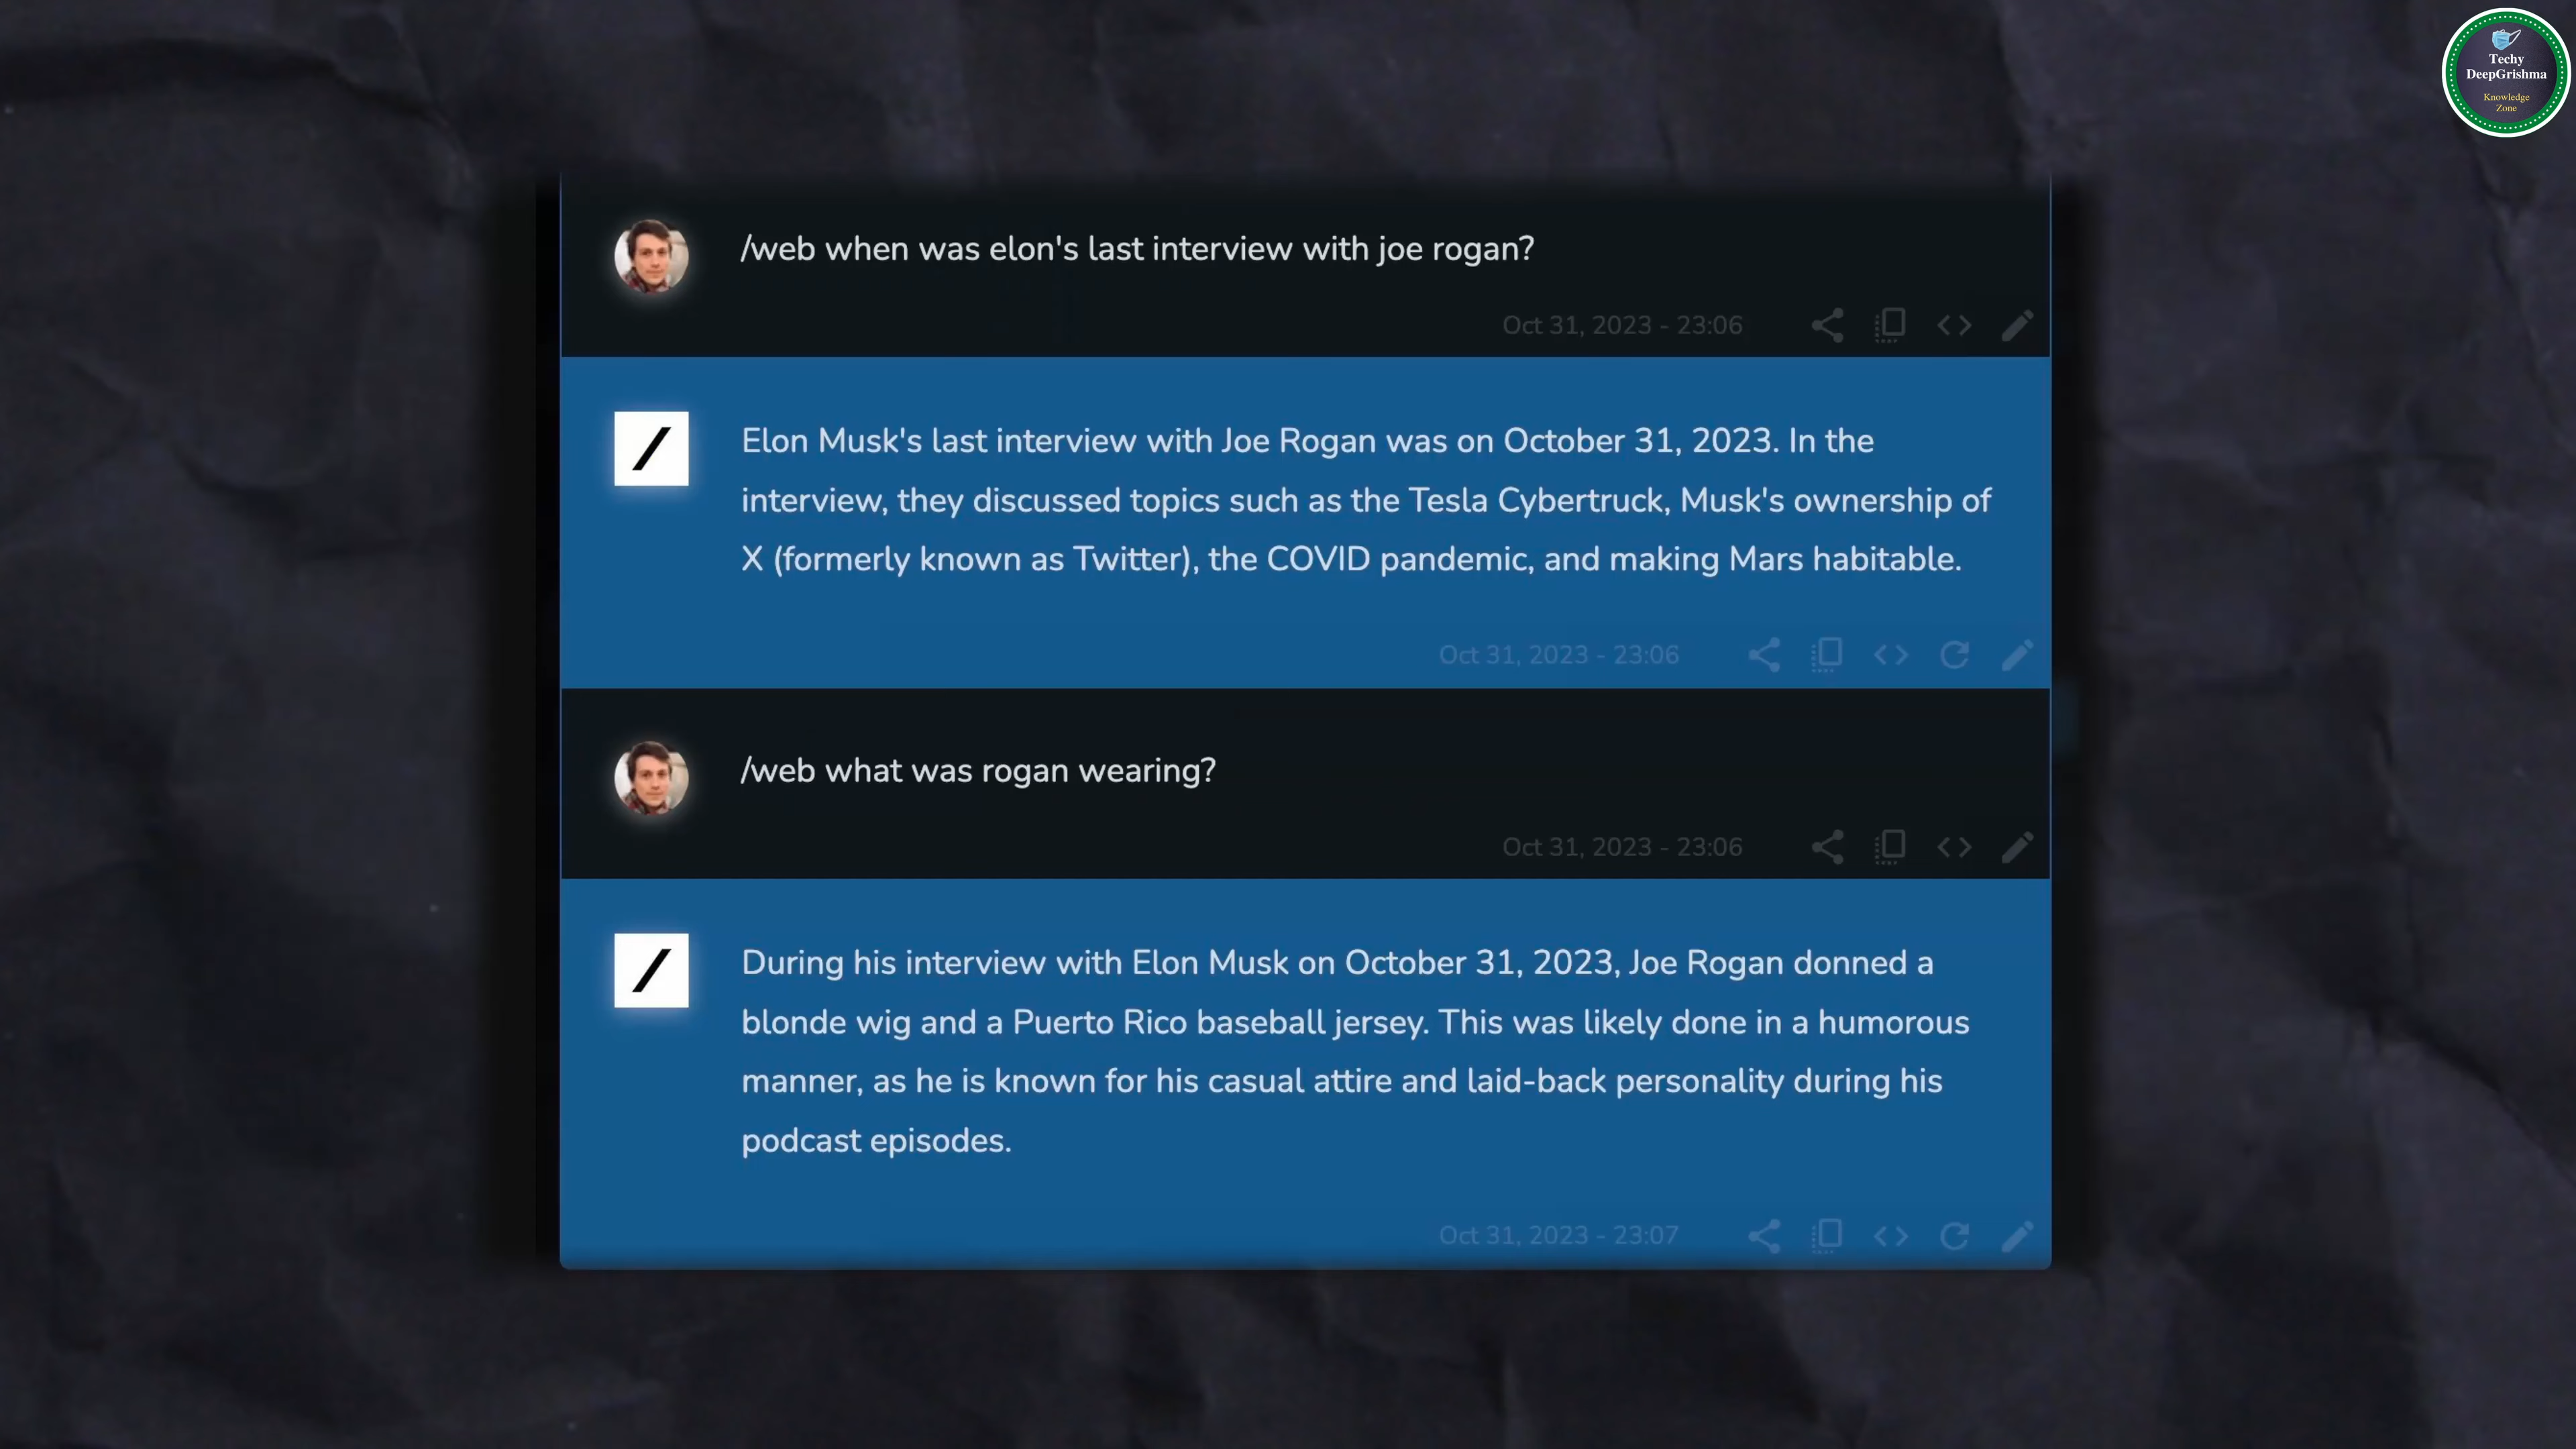 Techy
DeepGrishma
Knowledge
Zone
/web when was elon's last interview with joe rogan?
Oct 31, 2023 - 23:06
Elon Musk's last interview with Joe Rogan was on October 31, 2023. In the
interview, they discussed topics such as the Tesla Cybertruck, Musk's ownership of
X (formerly known as Twitter), the COVID pandemic, and making Mars habitable.
Oct 31, 2023 - 23:06
/web what was rogan wearing?
Oct 31, 2023 - 23:06
During his interview with Elon Musk on October 31, 2023, Joe Rogan donned a
blonde wig and a Puerto Rico baseball jersey. This was likely done in a humorous
manner, as he is known for his casual attire and laid-back personality during his
podcast episodes.
Oct 31, 2023 - 23:07